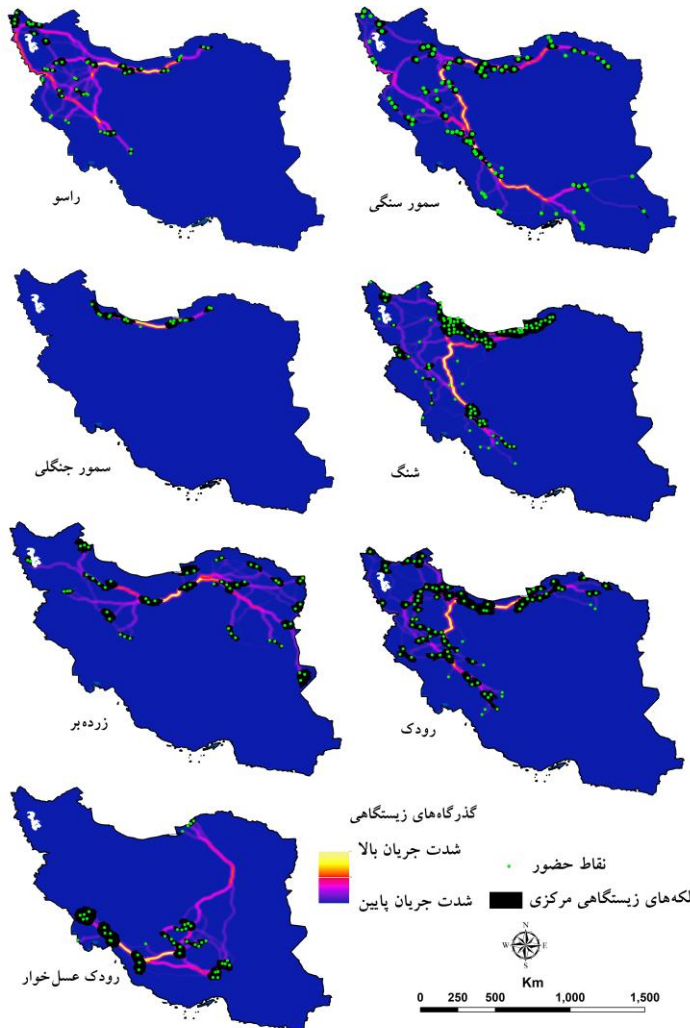 راسو
سمور سنگی
سمور جنگلی
شنگ
زرده‌بر
رودک
رودک عسل‌خوار
گذرگاه‌های زیستگاهی
شدت جریان بالا
شدت جریان پایین
نقاط حضور
لکه‌های زیستگاهی مرکزی
N
W E
S
Km
0 250 500 1,000 1,500